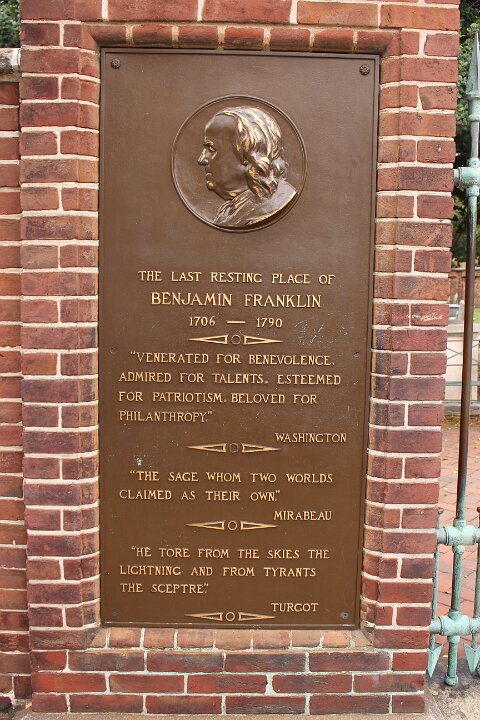 THE LAST RESTING PLACE OF
BENJAMIN FRANKLIN
1706 — 1790
"VENERATED FOR BENEVOLENCE.
ADMIRED FOR TALENTS. ESTEEMED
FOR PATRIOTISM. BELOVED FOR
PHILANTHROPY."
WASHINGTON
"THE SAGE WHOM TWO WORLDS
CLAIMED AS THEIR OWN."
MIRABEAU
"HE TORE FROM THE SKIES THE
LIGHTNING AND FROM TYRANTS
THE SCEPTRE."
TURGOT